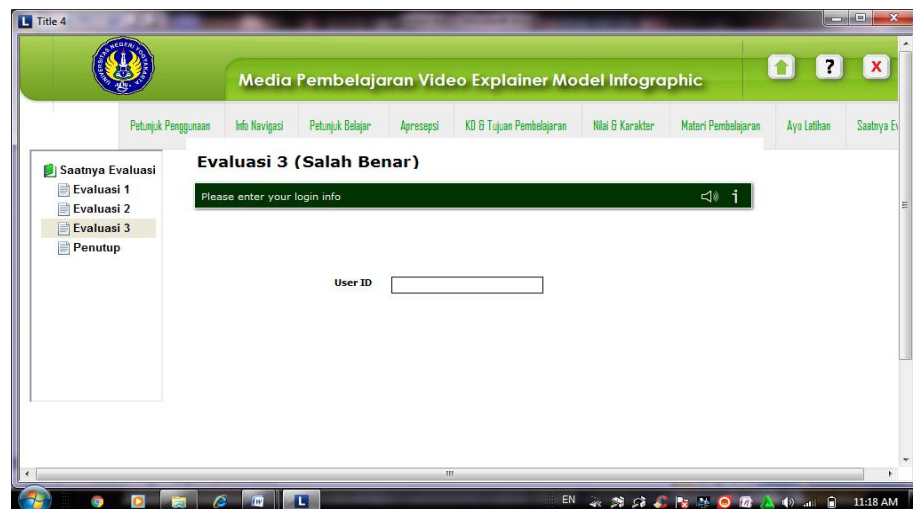 Title 4
Media Pembelajaran Video Explainer Model Infographic
?
X
Petunjuk Penggunaan Info Navigasi Petunjuk Belajar Apresepsi KD & Tujuan Pembelajaran Nilai & Karakter Materi Pembelajaran Ayo Latihan Saatnya Ev
Saatnya Evaluasi
Evaluasi 1
Evaluasi 2
Evaluasi 3
Penutup
Evaluasi 3 (Salah Benar)
Please enter your login info
i
User ID
EN
11:18 AM